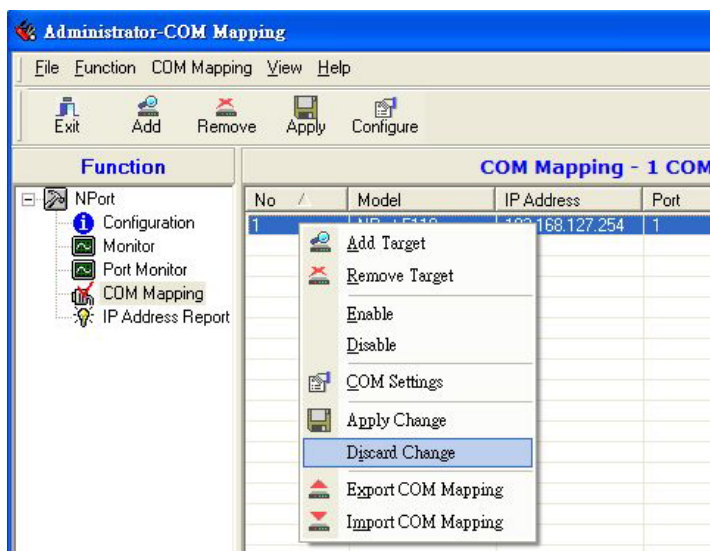 Administrator-COM Mapping
File Function COM Mapping View Help
Exit Add Remove Apply Configure
Function
COM Mapping - 1 COM
NPort
Configuration
Monitor
Port Monitor
COM Mapping
IP Address Report
No Model IP Address Port
1 168.127.254 1
Add Target
Remove Target
Enable
Disable
COM Settings
Apply Change
Discard Change
Export COM Mapping
Import COM Mapping